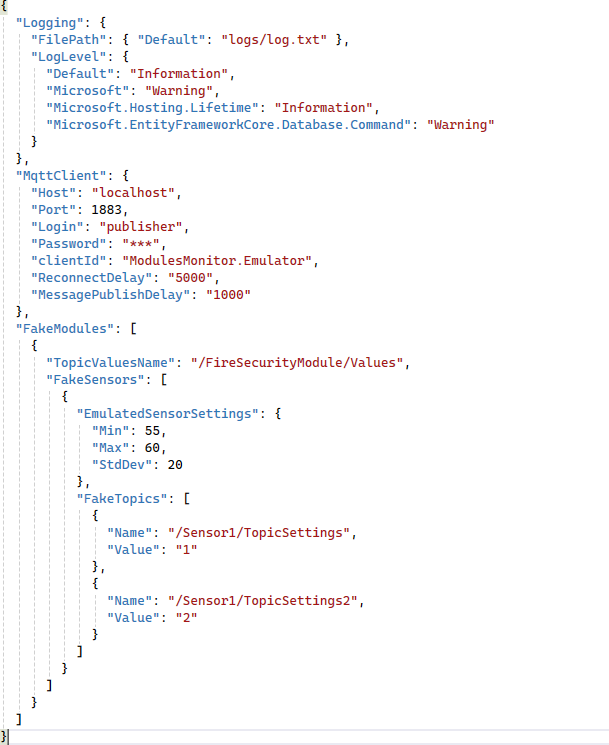 {
  "Logging": {
    "FilePath": { "Default": "logs/log.txt" },
    "LogLevel": {
      "Default": "Information",
      "Microsoft": "Warning",
      "Microsoft.Hosting.Lifetime": "Information",
      "Microsoft.EntityFrameworkCore.Database.Command": "Warning"
    }
  },
  "MqttClient": {
    "Host": "localhost",
    "Port": 1883,
    "Login": "publisher",
    "Password": "***",
    "clientId": "ModulesMonitor.Emulator",
    "ReconnectDelay": "5000",
    "MessagePublishDelay": "1000"
  },
  "FakeModules": [
    {
      "TopicValuesName": "/FireSecurityModule/Values",
      "FakeSensors": [
        {
          "EmulatedSensorSettings": {
            "Min": 55,
            "Max": 60,
            "StdDev": 20
          },
          "FakeTopics": [
            {
              "Name": "/Sensor1/TopicSettings",
              "Value": "1"
            },
            {
              "Name": "/Sensor1/TopicSettings2",
              "Value": "2"
            }
          ]
        }
      ]
    }
  ]
}